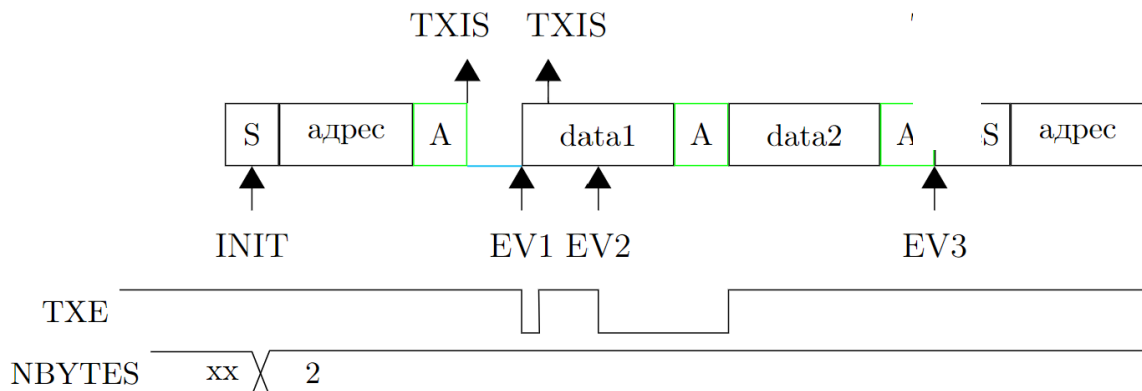 TXIS TXIS
S адрес A data1 A data2 A S адрес
INIT EV1 EV2 EV3
TXE
NBYTES xx 2